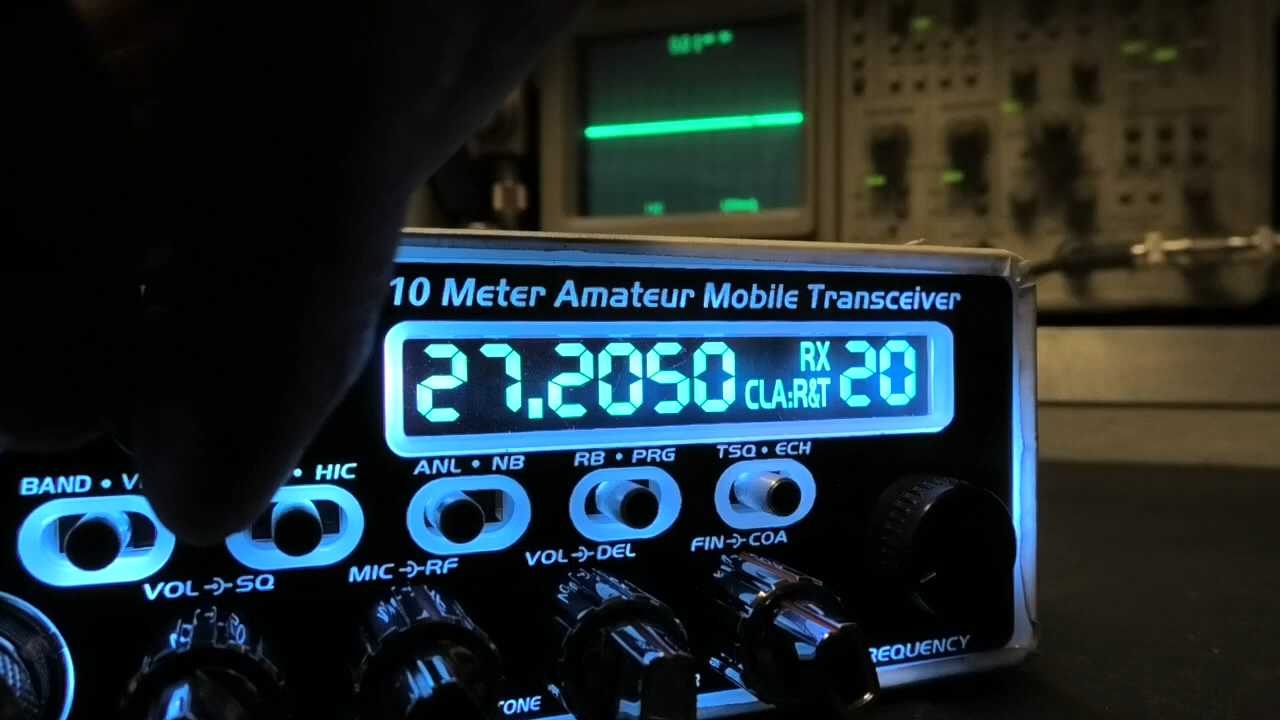 10 Meter Amateur Mobile Transceiver
27.2050 RX 20
CLA:R&T
BAND • V
• HIC
ANL • NB
RB • PRG
TSQ • ECH
VOL SQ
MIC RF
VOL DEL
FIN COA
REQUENCY
TONE